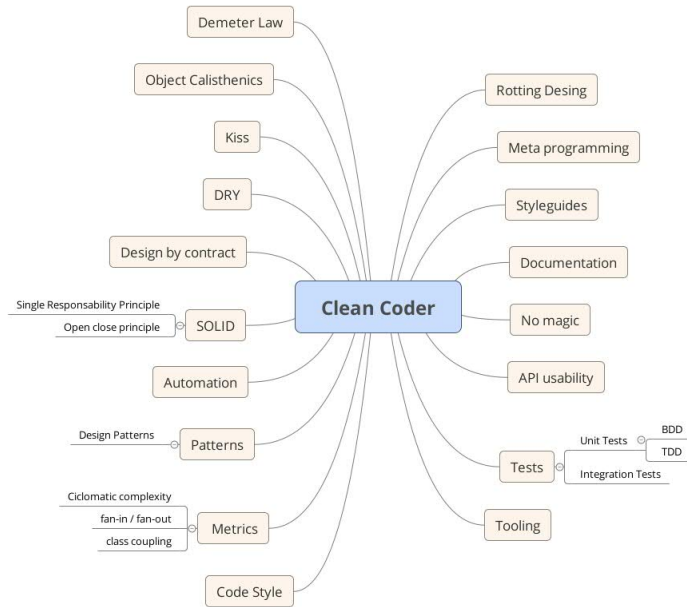 Demeter Law
Object Calisthenics
Kiss
DRY
Design by contract
Single Responsability Principle
Open close principle
SOLID
Automation
Design Patterns
Patterns
Ciclomatic complexity
fan-in / fan-out
class coupling
Metrics
Code Style
Clean Coder
Rotting Desing
Meta programming
Styleguides
Documentation
No magic
API usability
Tests
Unit Tests
BDD
TDD
Integration Tests
Tooling